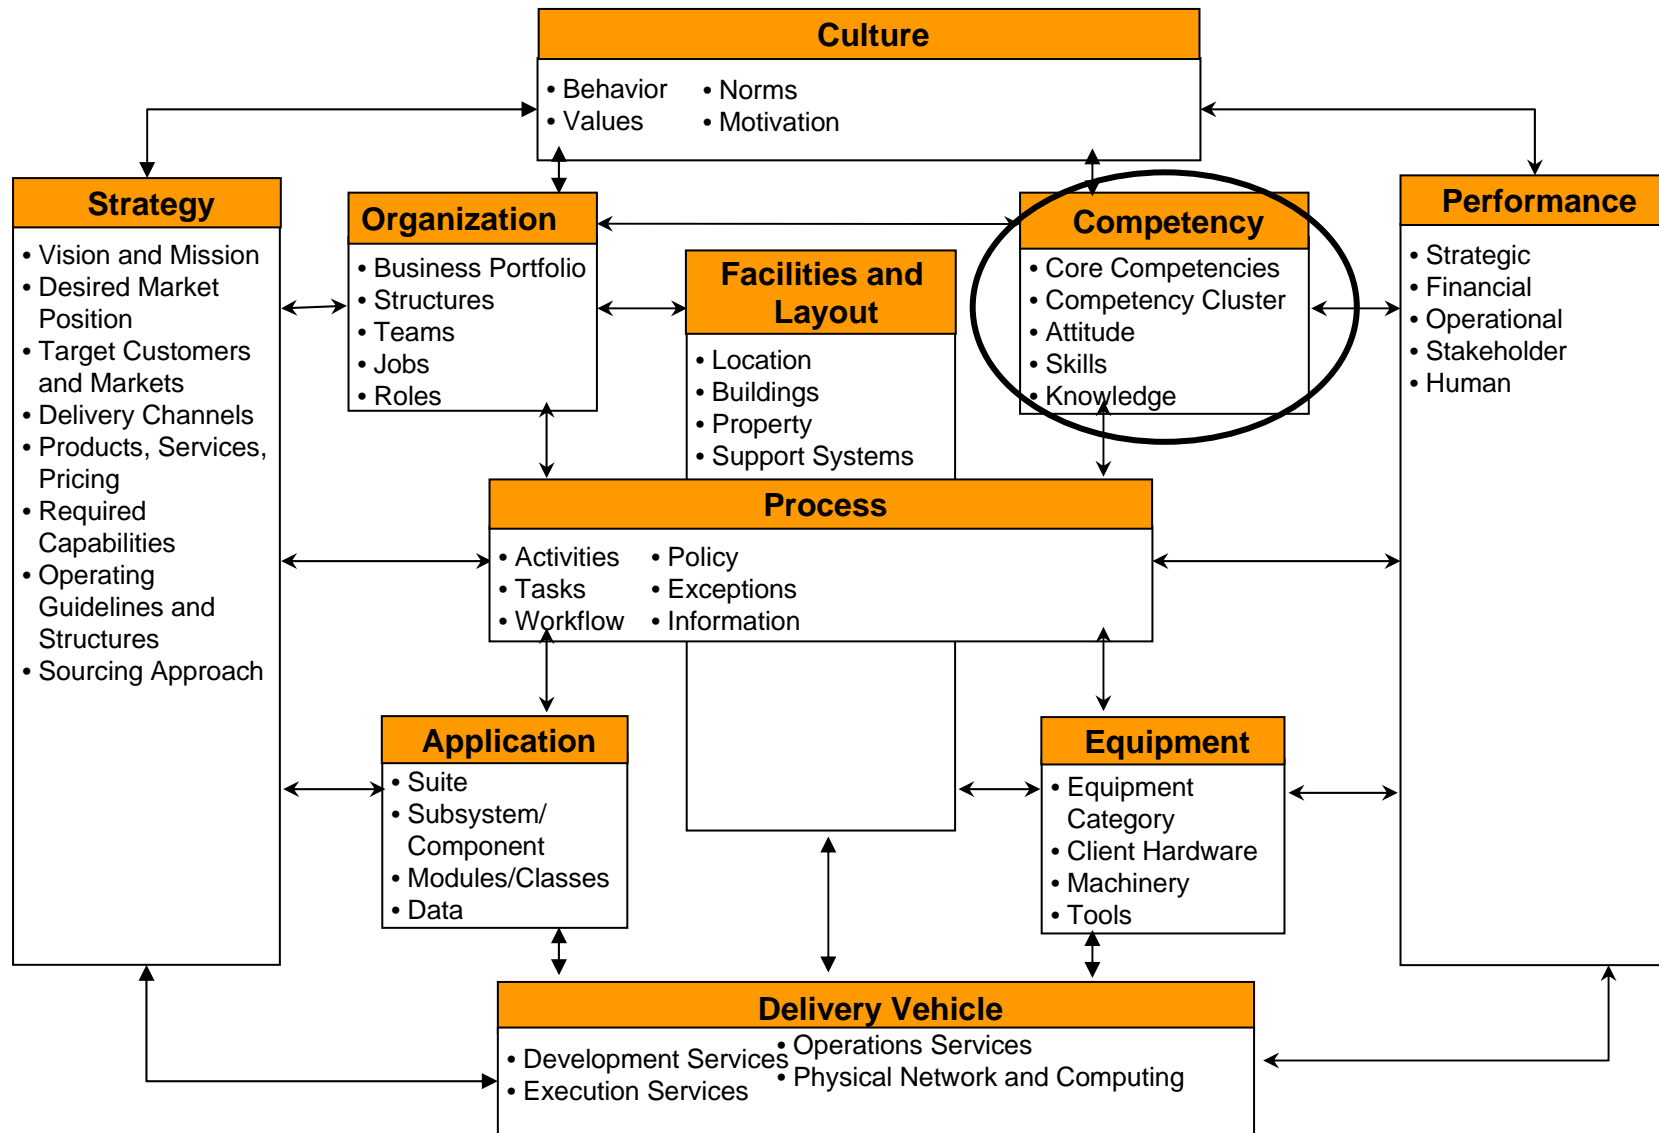 Culture
• Behavior
• Values
• Norms
• Motivation
Strategy
• Vision and Mission
• Desired Market
Position
• Target Customers
and Markets
• Delivery Channels
• Products, Services,
Pricing
• Required
Capabilities
• Operating
Guidelines and
Structures
• Sourcing Approach
Organization
• Business Portfolio
• Structures
• Teams
• Jobs
• Roles
Facilities and
Layout
• Location
• Buildings
• Property
• Support Systems
Competency
• Core Competencies
• Competency Cluster
• Attitude
• Skills
• Knowledge
Performance
• Strategic
• Financial
• Operational
• Stakeholder
• Human
Process
• Activities
• Tasks
• Workflow
• Policy
• Exceptions
• Information
Application
• Suite
• Subsystem/
Component
• Modules/Classes
• Data
Equipment
• Equipment
Category
• Client Hardware
• Machinery
• Tools
Delivery Vehicle
• Development Services
• Execution Services
• Operations Services
• Physical Network and Computing